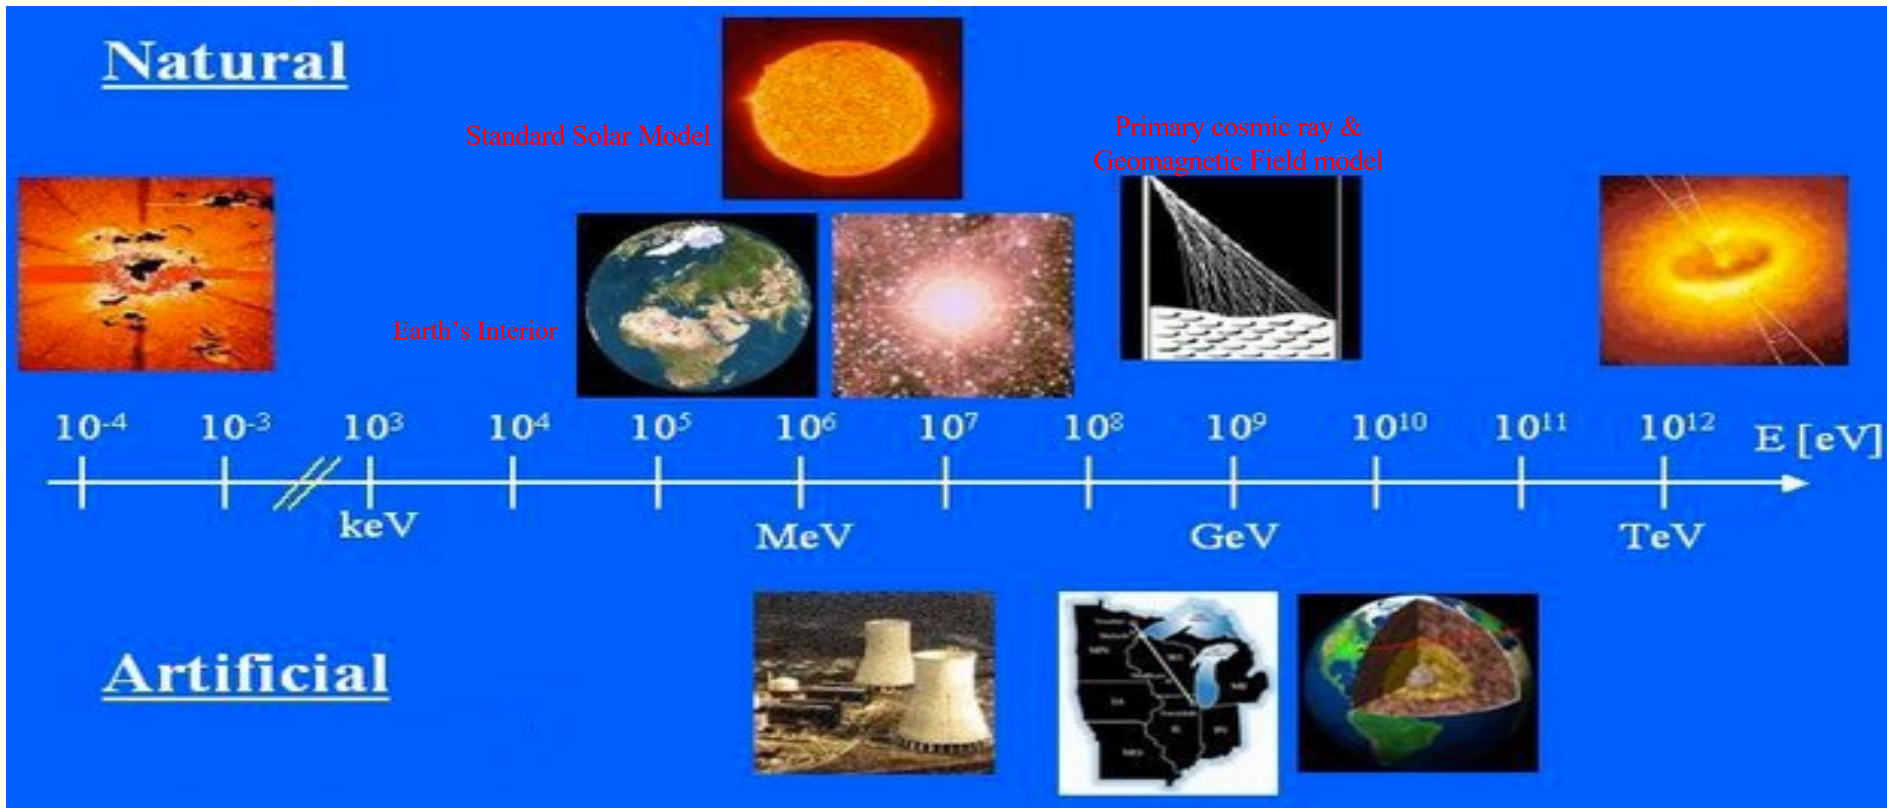 Natural
Standard Solar Model
Primary cosmic ray &
Geomagnetic Field model
Earth's Interior
10-4 10-3 10³ 10⁴ 10⁵ 10⁶ 10⁷ 10⁸ 10⁹ 10¹⁰ 10¹¹ 10¹² E [eV]
keV MeV GeV TeV
Artificial